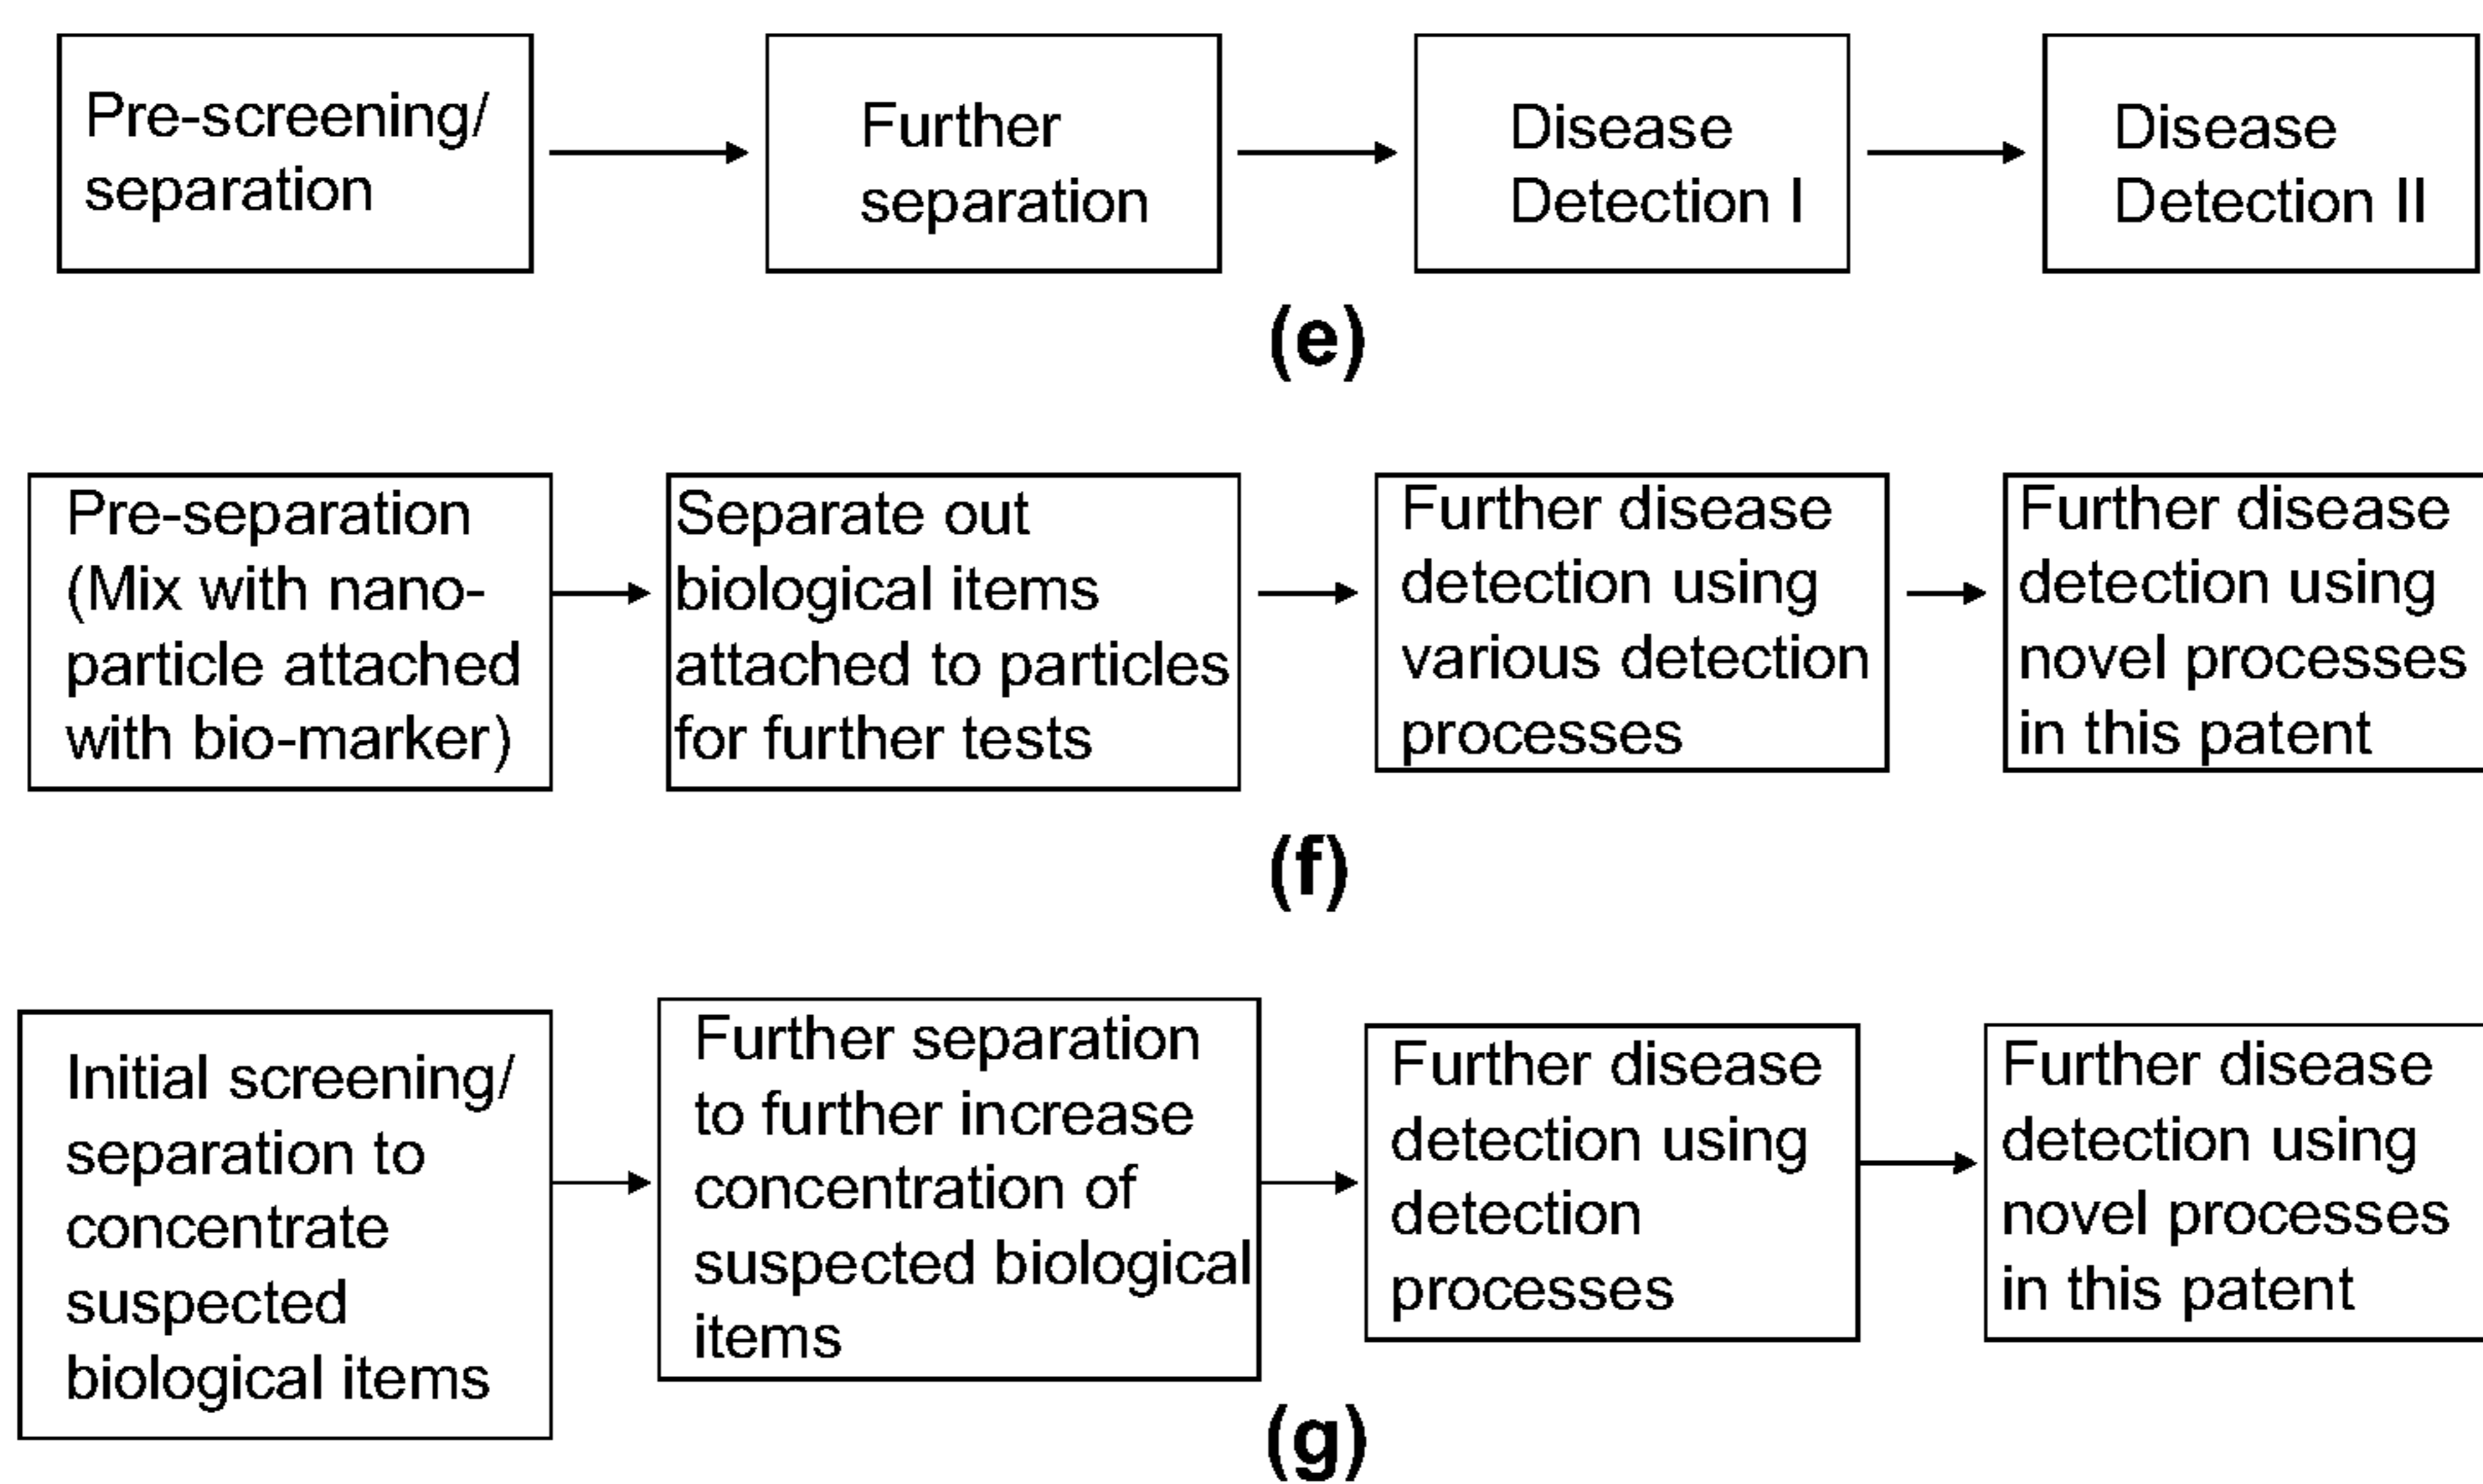 Pre-screening/
separation
Further
separation
Disease
Detection I
Disease
Detection II
(e)
Pre-separation
(Mix with nano-
particle attached
with bio-marker)
Separate out
biological items
attached to particles
for further tests
Further disease
detection using
various detection
processes
Further disease
detection using
novel processes
in this patent
(f)
Initial screening/
separation to
concentrate
suspected
biological items
Further separation
to further increase
concentration of
suspected biological
items
Further disease
detection using
detection
processes
Further disease
detection using
novel processes
in this patent
(g)